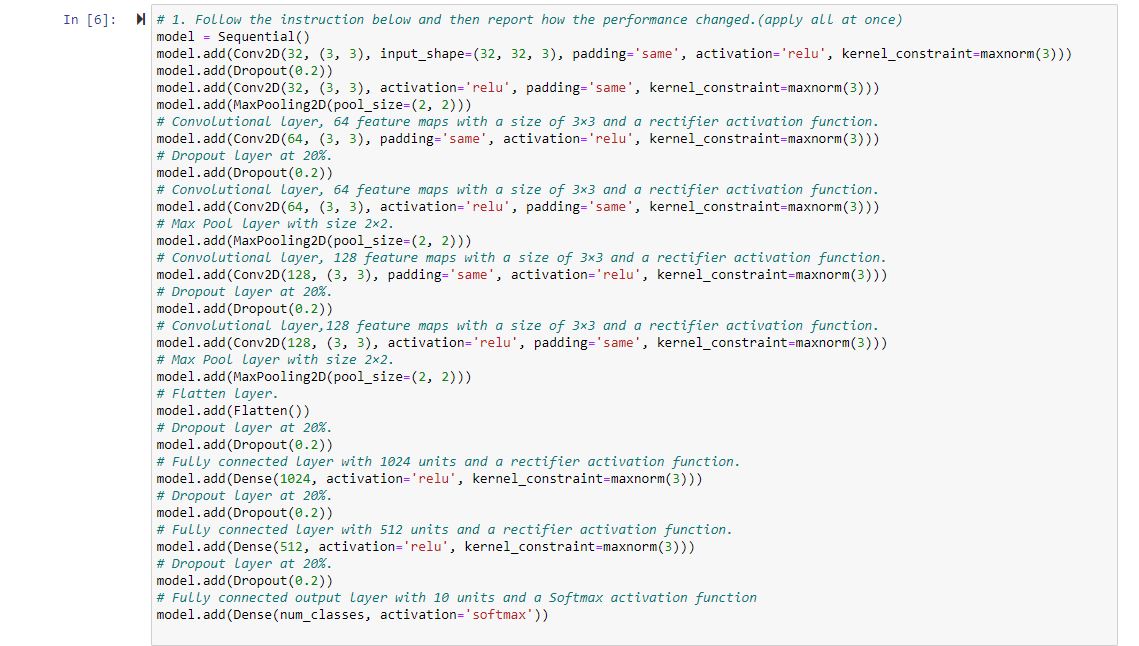 In [6]:
# 1. Follow the instruction below and then report how the performance changed.(apply all at once)
model = Sequential()
model.add(Conv2D(32, (3, 3), input_shape=(32, 32, 3), padding='same', activation='relu', kernel_constraint=maxnorm(3)))
model.add(Dropout(0.2))
model.add(Conv2D(32, (3, 3), activation='relu', padding='same', kernel_constraint=maxnorm(3)))
model.add(MaxPooling2D(pool_size=(2, 2)))
# Convolutional layer, 64 feature maps with a size of 3×3 and a rectifier activation function.
model.add(Conv2D(64, (3, 3), padding='same', activation='relu', kernel_constraint=maxnorm(3)))
# Dropout layer at 20%.
model.add(Dropout(0.2))
# Convolutional layer, 64 feature maps with a size of 3×3 and a rectifier activation function.
model.add(Conv2D(64, (3, 3), activation='relu', padding='same', kernel_constraint=maxnorm(3)))
# Max Pool layer with size 2×2.
model.add(MaxPooling2D(pool_size=(2, 2)))
# Convolutional layer, 128 feature maps with a size of 3×3 and a rectifier activation function.
model.add(Conv2D(128, (3, 3), padding='same', activation='relu', kernel_constraint=maxnorm(3)))
# Dropout layer at 20%.
model.add(Dropout(0.2))
# Convolutional layer,128 feature maps with a size of 3×3 and a rectifier activation function.
model.add(Conv2D(128, (3, 3), activation='relu', padding='same', kernel_constraint=maxnorm(3)))
# Max Pool layer with size 2×2.
model.add(MaxPooling2D(pool_size=(2, 2)))
# Flatten layer.
model.add(Flatten())
# Dropout layer at 20%.
model.add(Dropout(0.2))
# Fully connected layer with 1024 units and a rectifier activation function.
model.add(Dense(1024, activation='relu', kernel_constraint=maxnorm(3)))
# Dropout layer at 20%.
model.add(Dropout(0.2))
# Fully connected layer with 512 units and a rectifier activation function.
model.add(Dense(512, activation='relu', kernel_constraint=maxnorm(3)))
# Dropout layer at 20%.
model.add(Dropout(0.2))
# Fully connected output layer with 10 units and a Softmax activation function
model.add(Dense(num_classes, activation='softmax'))